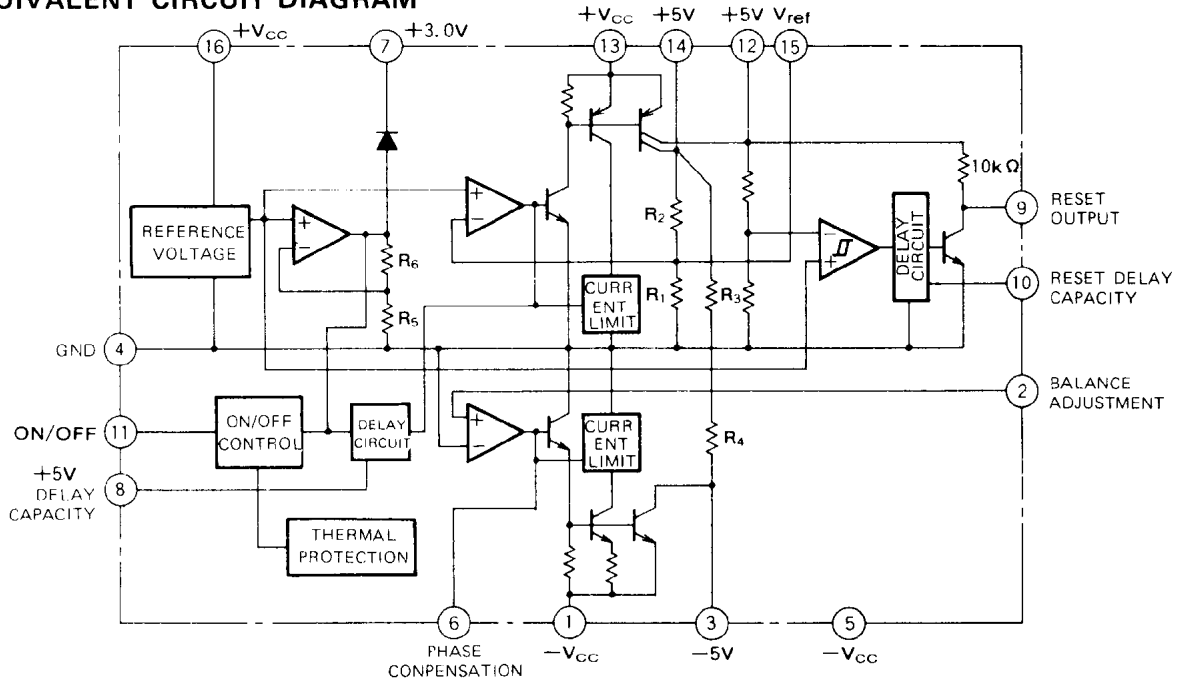 UIVALENT CIRCUIT DIAGRAM
16 +Vcc
7 +3.0V
+Vcc
13
+5V
14
+5V
12
Vref
15
REFERENCE
VOLTAGE
+
−
R6
R5
+
−
R2
R1
R3
CURR
ENT
LIMIT
−
+
DELAY
CIRCUIT
10kΩ
9 RESET
OUTPUT
10 RESET DELAY
CAPACITY
GND 4
2 BALANCE
ADJUSTMENT
ON/OFF 11
ON/OFF
CONTROL
DELAY
CIRCUIT
+
−
CURR
ENT
LIMIT
R4
+5V
DELAY
CAPACITY
8
THERMAL
PROTECTION
6
PHASE
CONPENSATION
1
−Vcc
3
−5V
5
−Vcc